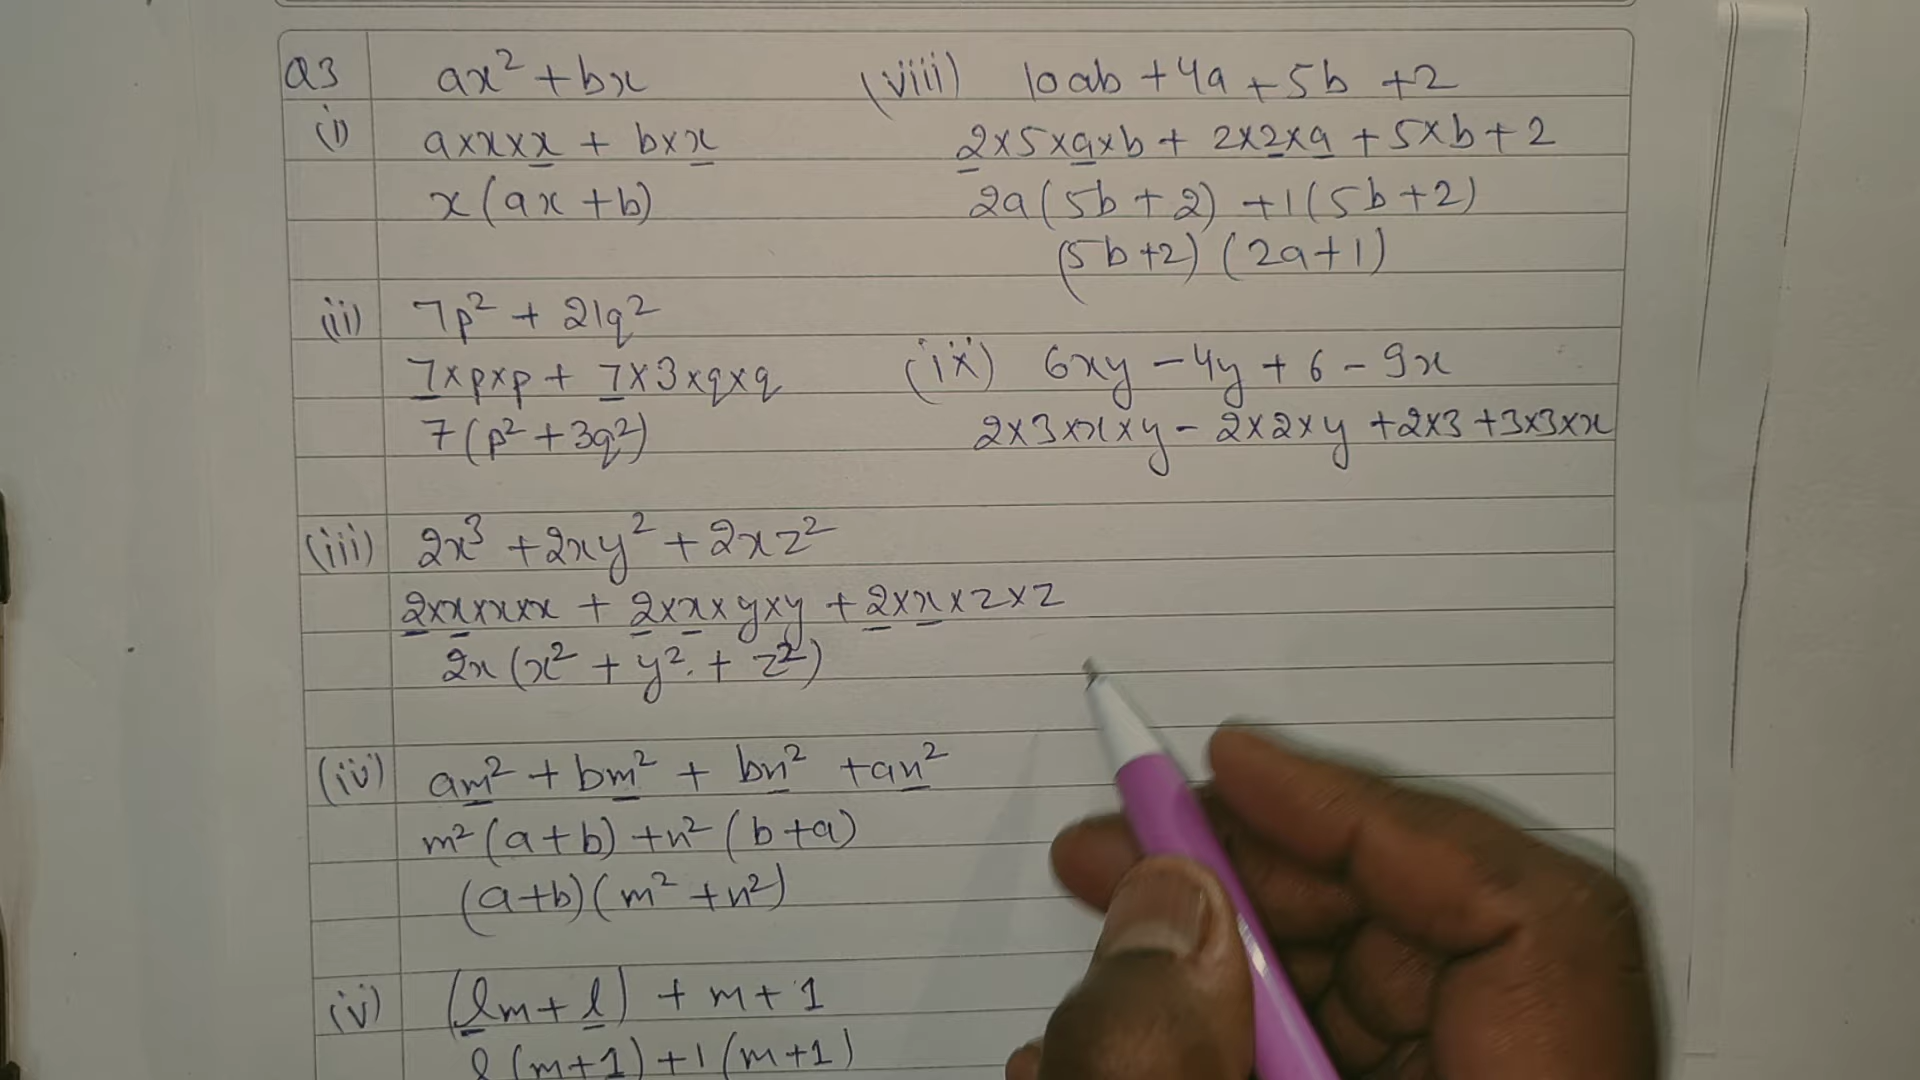 Q3 ax² + bx
(i) a×x×x + b×x
x(ax + b)
(ii) 7p² + 21q²
7×p×p + 7×3×q×q
7(p² + 3q²)
(iii) 2x³ + 2xy² + 2xz²
2×x×x×x + 2×x×y×y + 2×x×z×z
2x(x² + y² + z²)
(iv) am² + bm² + bn² + an²
m²(a+b) + n²(b+a)
(a+b)(m² + n²)
(v) (lm + l) + m + 1
l(m+1) + 1(m+1)
(viii) 10ab + 4a + 5b + 2
2×5×a×b + 2×2×a + 5×b + 2
2a(5b + 2) + 1(5b + 2)
(5b+2) (2a+1)
(ix) 6xy - 4y + 6 - 9x
2×3×x×y - 2×2×y + 2×3 + 3×3×x